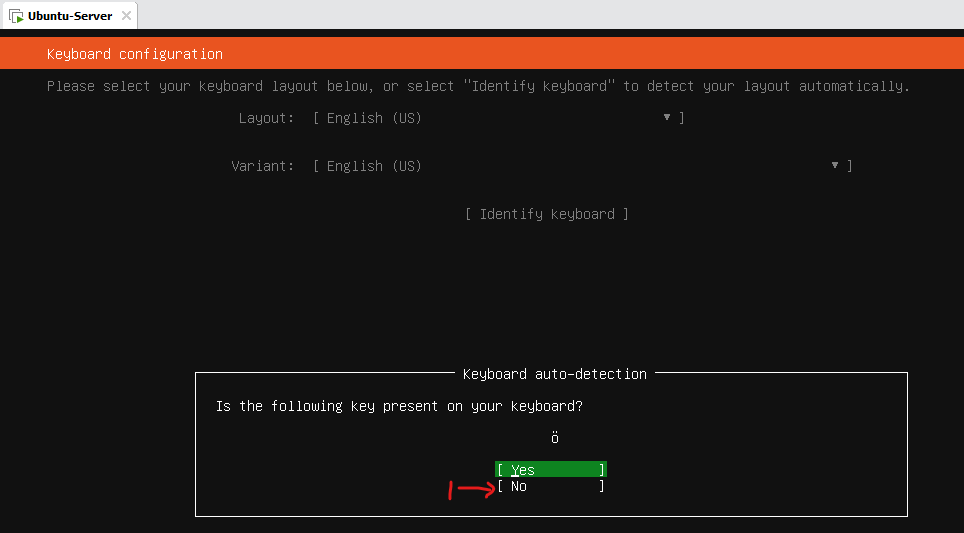 Ubuntu-Server
Keyboard configuration
Please select your keyboard layout below, or select "Identify keyboard" to detect your layout automatically.
Layout: [ English (US) ▾ ]
Variant: [ English (US) ▾ ]
[ Identify keyboard ]
Keyboard auto-detection
Is the following key present on your keyboard?
ö
[ Yes ]
1 → [ No ]